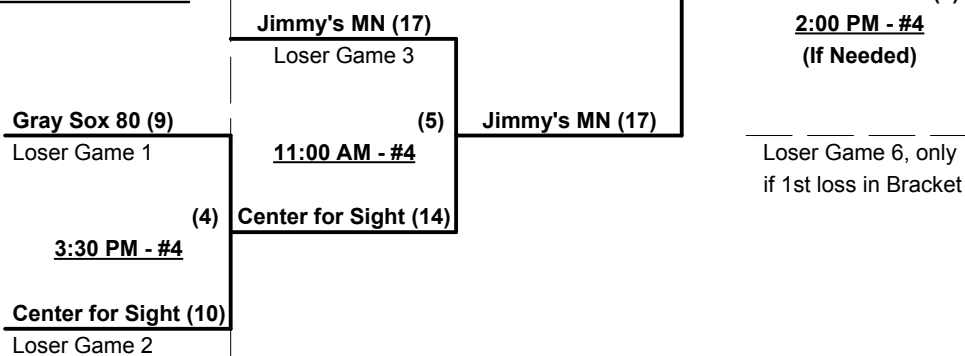 Jimmy's MN (17)
2:00 PM - #4
Loser Game 3
(If Needed)
Gray Sox 80 (9)
(5)
Jimmy's MN (17)
Loser Game 1
11:00 AM - #4
Loser Game 6, only
if 1st loss in Bracket
(4)
Center for Sight (14)
3:30 PM - #4
Center for Sight (10)
Loser Game 2